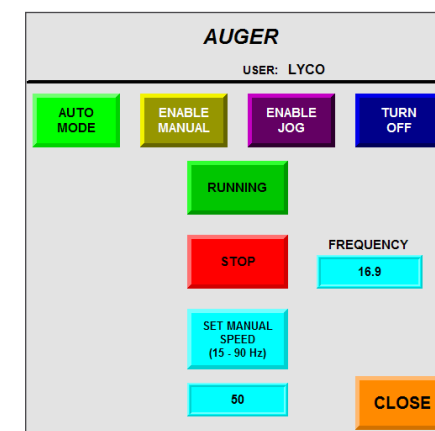 AUGER
USER: LYCO
AUTO
MODE
ENABLE
MANUAL
ENABLE
JOG
TURN
OFF
RUNNING
STOP
FREQUENCY
16.9
SET MANUAL
SPEED
(15 - 90 Hz)
50
CLOSE